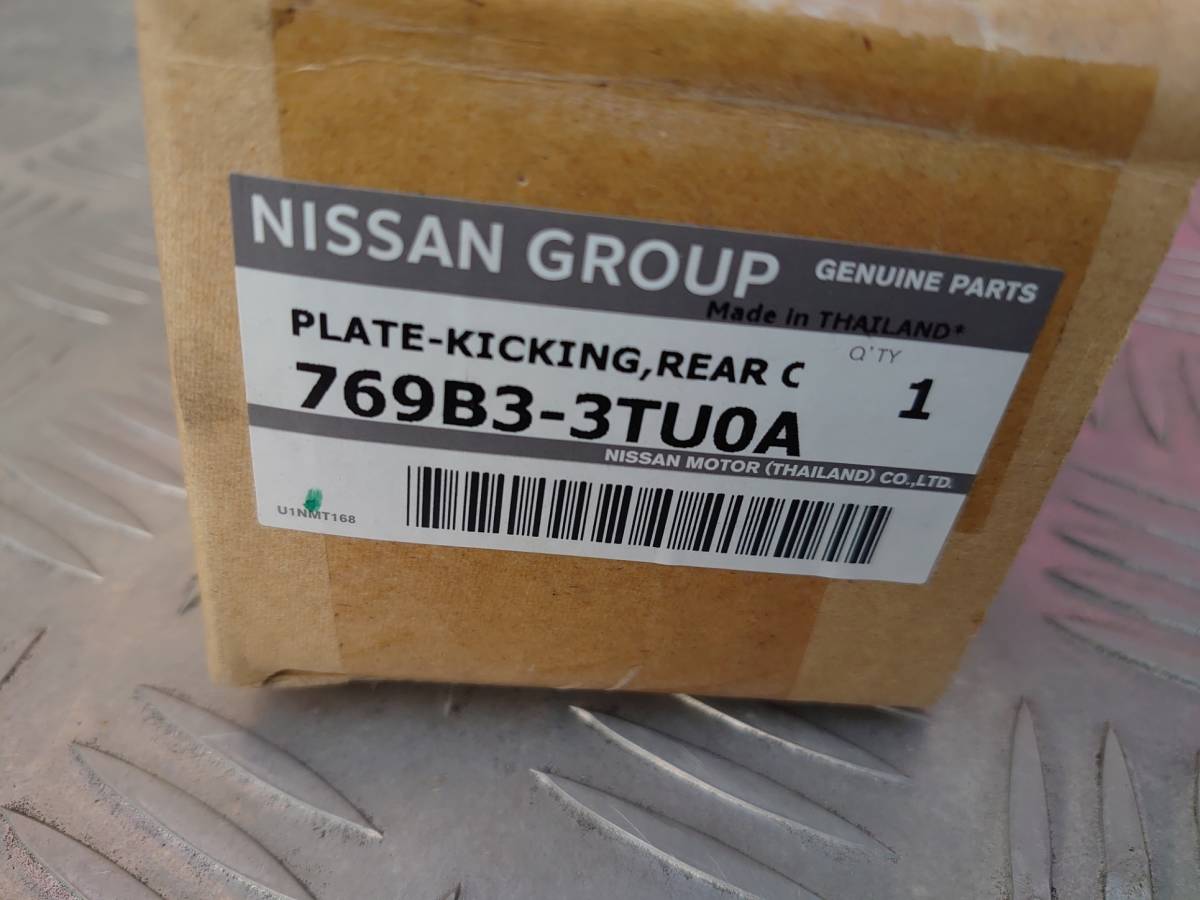 NISSAN GROUP GENUINE PARTS
Made in THAILAND*
PLATE-KICKING,REAR C
Q'TY 1
769B3-3TU0A
NISSAN MOTOR (THAILAND) CO.,LTD.
U1NMT168